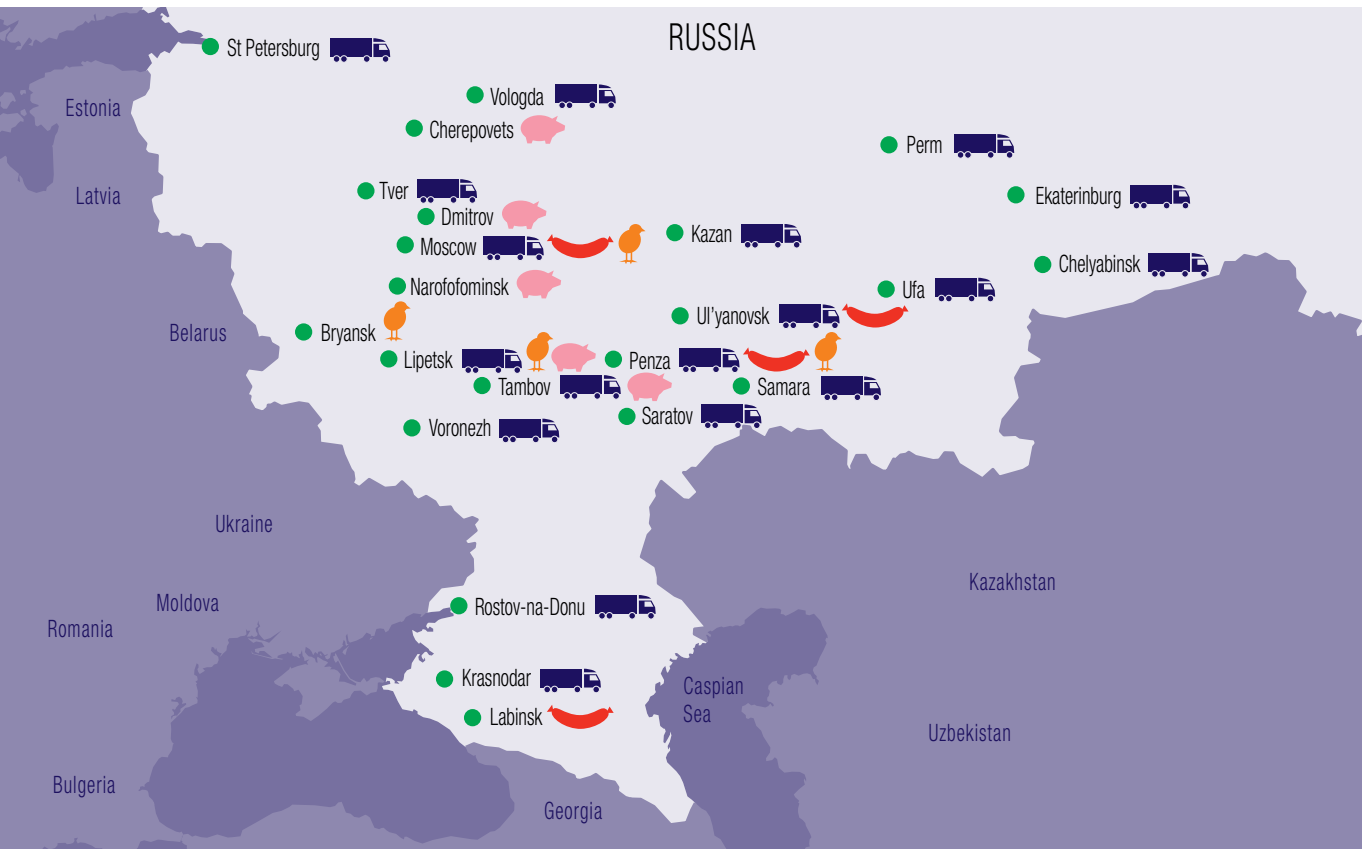 RUSSIA
St Petersburg
Vologda
Estonia
Cherepovets
Perm
Tver
Latvia
Ekaterinburg
Dmitrov
Kazan
Moscow
Chelyabinsk
Narofofominsk
Ufa
Ul'yanovsk
Belarus
Bryansk
Lipetsk
Penza
Tambov
Samara
Saratov
Voronezh
Ukraine
Kazakhstan
Moldova
Rostov-na-Donu
Romania
Krasnodar
Caspian
Sea
Labinsk
Uzbekistan
Bulgeria
Georgia